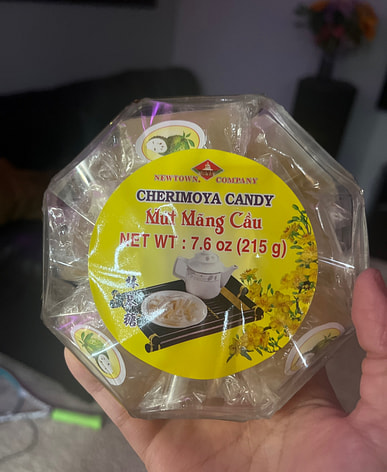 NEWTOWN COMPANY
CHERIMOYA CANDY
Mứt Mãng Cầu
NET WT : 7.6 oz (215 g)